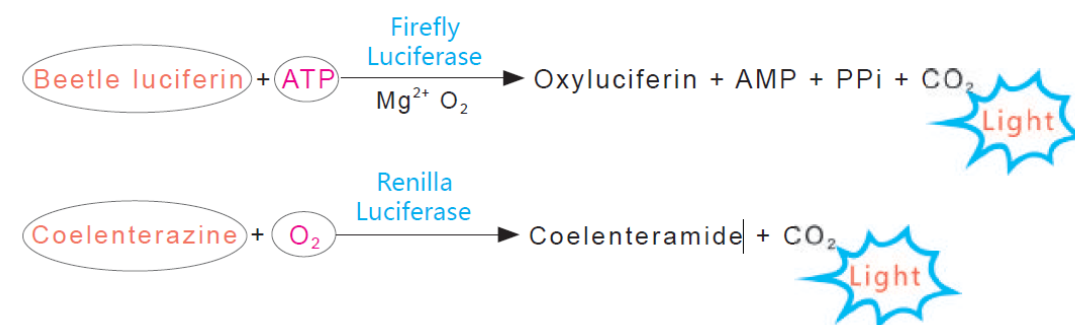 Firefly
Luciferase
Beetle luciferin + ATP → Oxyluciferin + AMP + PPi + CO₂
Mg²⁺ O₂
Light
Renilla
Luciferase
Coelenterazine + O₂ → Coelenteramide + CO₂
Light